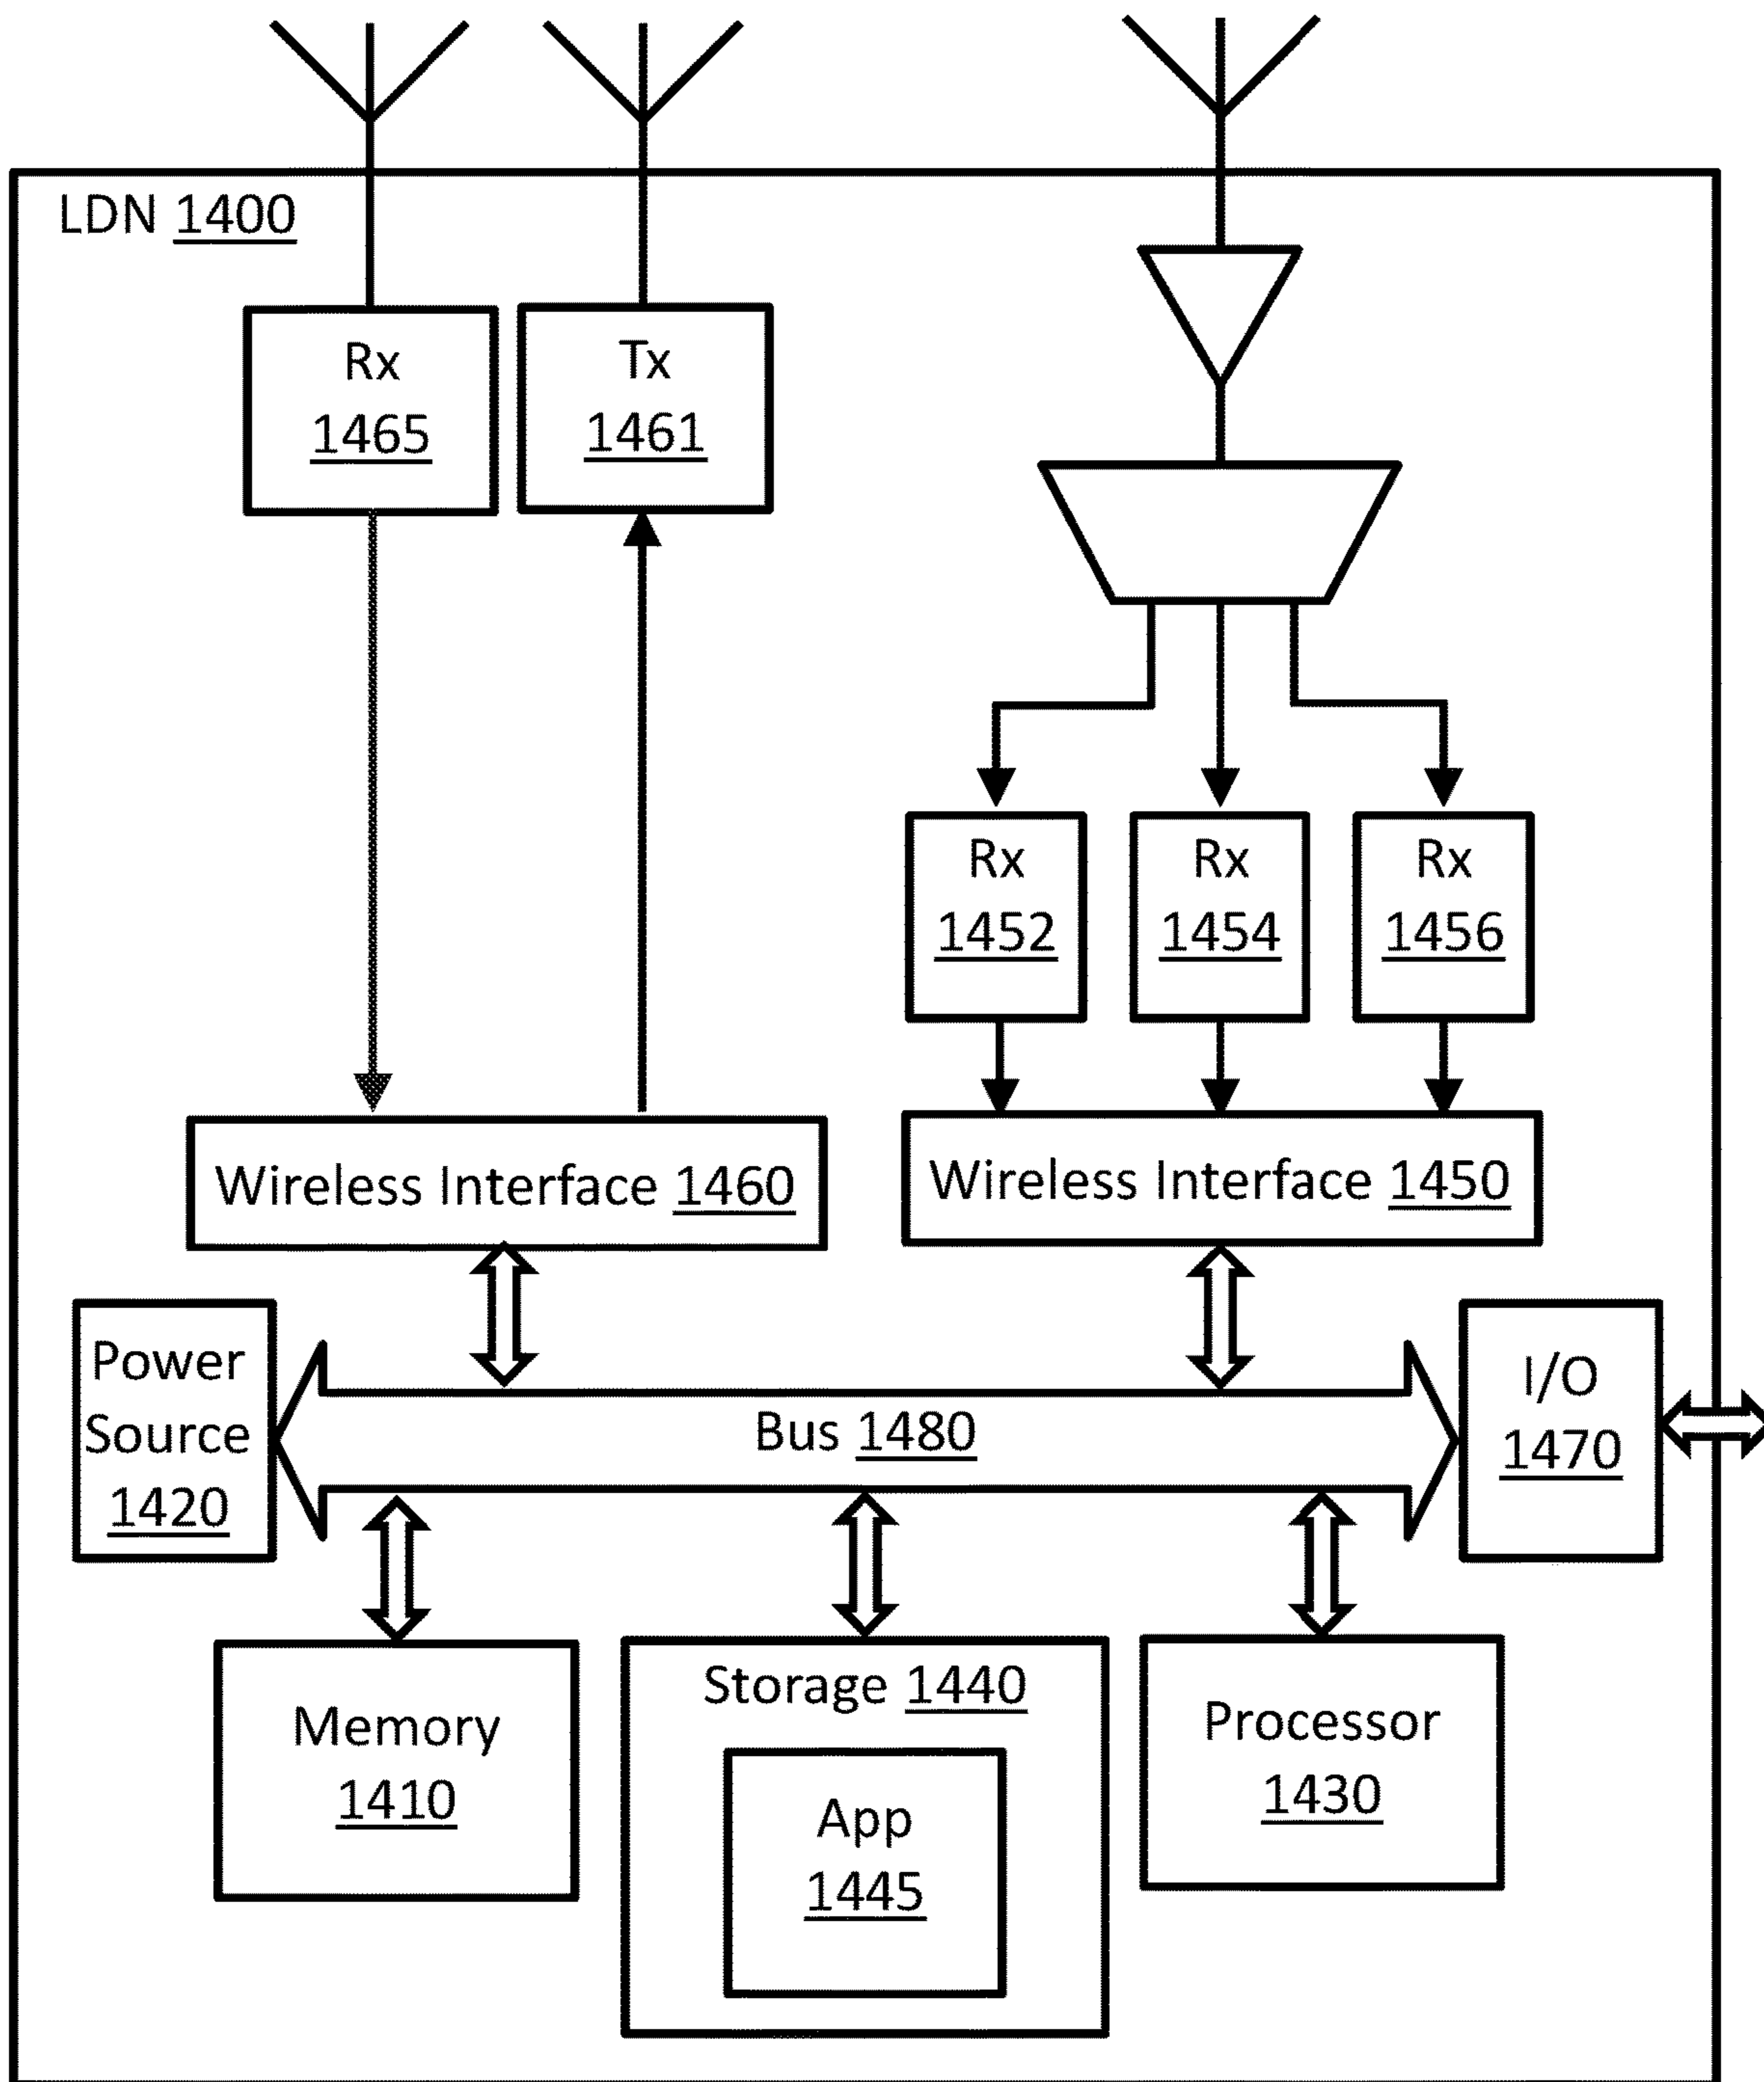 LDN 1400
Rx
1465
Tx
1461
Rx
1452
Rx
1454
Rx
1456
Wireless Interface 1460
Wireless Interface 1450
Power
Source
1420
Bus 1480
I/O
1470
Memory
1410
Storage 1440
App
1445
Processor
1430